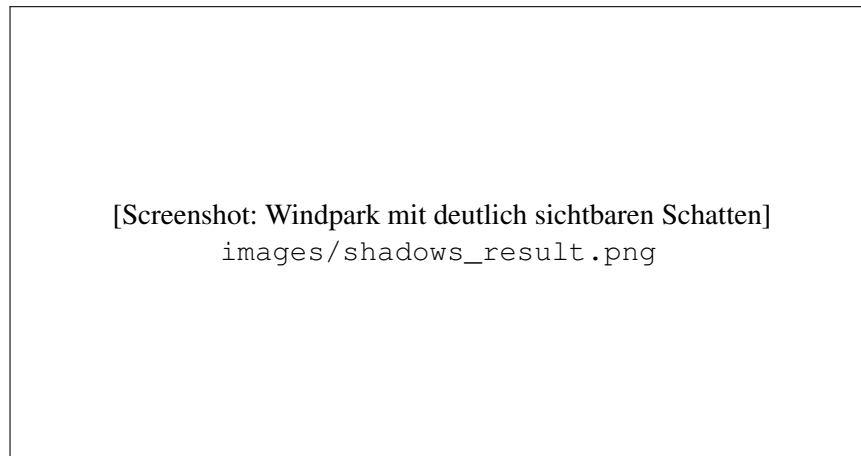 [Screenshot: Windpark mit deutlich sichtbaren Schatten]
images/shadows_result.png